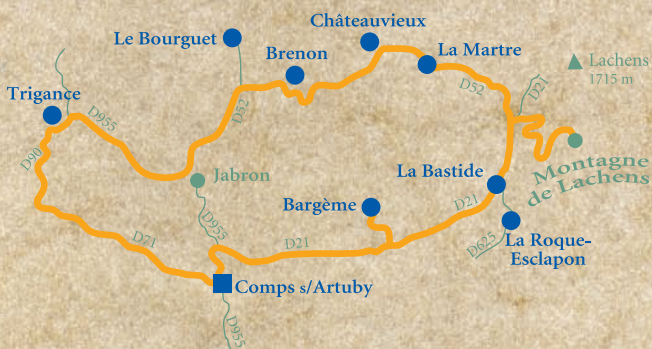 Châteauvieux
Le Bourguet
La Martre
Brenon
Lachens
1715 m
D52
D21
Trigance
D955
D52
D90
Jabron
La Bastide
Montagne
de Lachens
Bargème
D21
D955
D71
D21
D625
La Roque-
Esclapon
Comps s/Artuby
D955